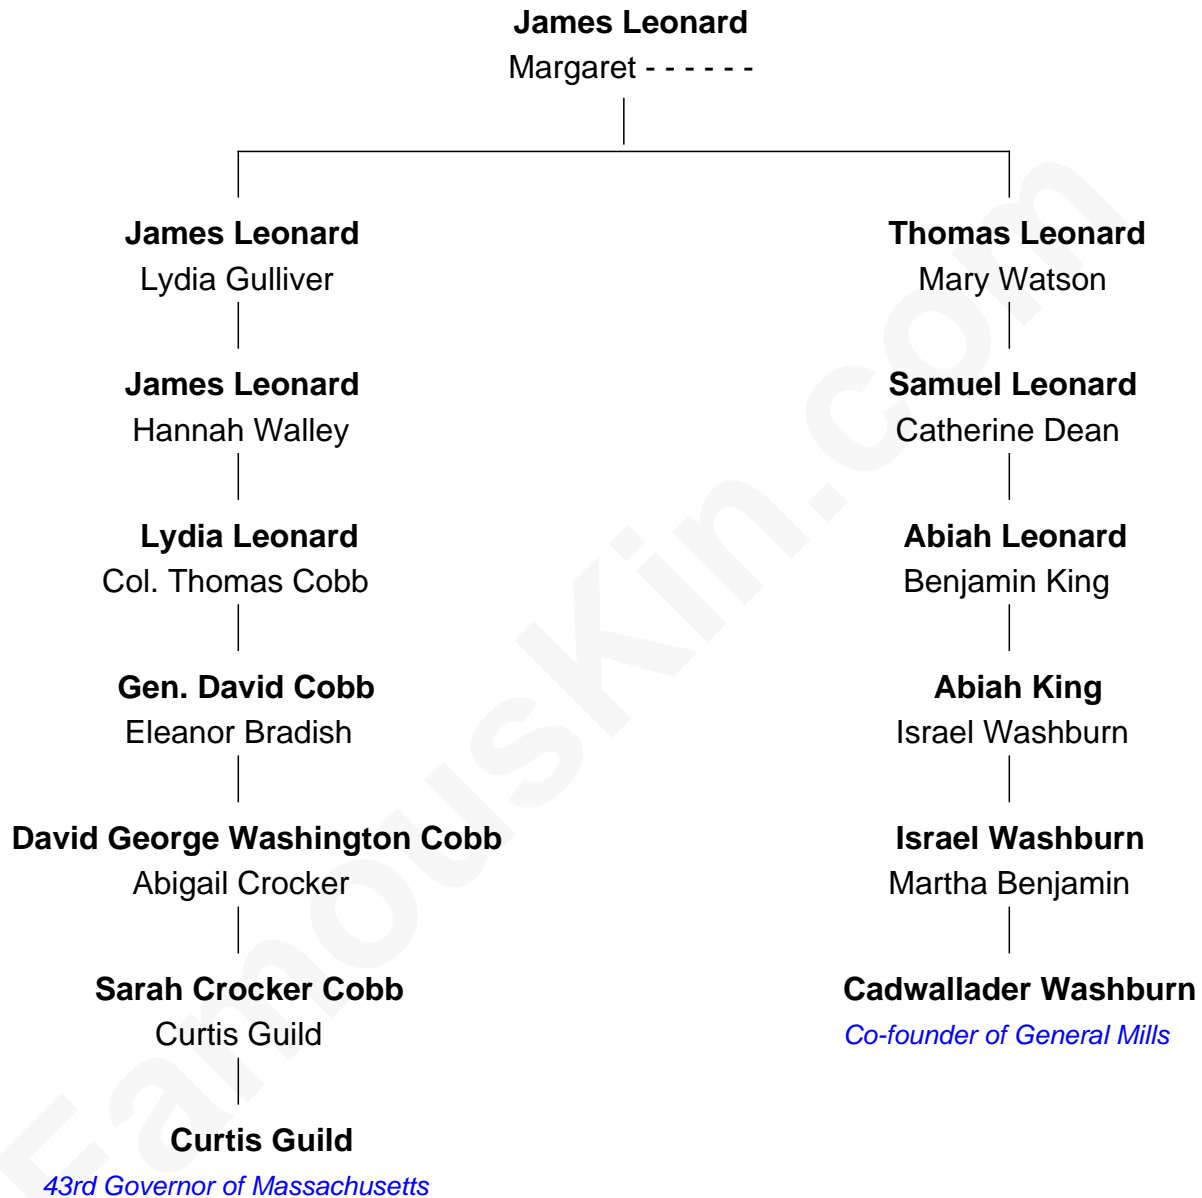 James Leonard
Margaret - - - - - -
James Leonard
Lydia Gulliver
James Leonard
Hannah Walley
Lydia Leonard
Col. Thomas Cobb
Gen. David Cobb
Eleanor Bradish
David George Washington Cobb
Abigail Crocker
Sarah Crocker Cobb
Curtis Guild
Curtis Guild
43rd Governor of Massachusetts
Thomas Leonard
Mary Watson
Samuel Leonard
Catherine Dean
Abiah Leonard
Benjamin King
Abiah King
Israel Washburn
Israel Washburn
Martha Benjamin
Cadwallader Washburn
Co-founder of General Mills
FamousKin.com